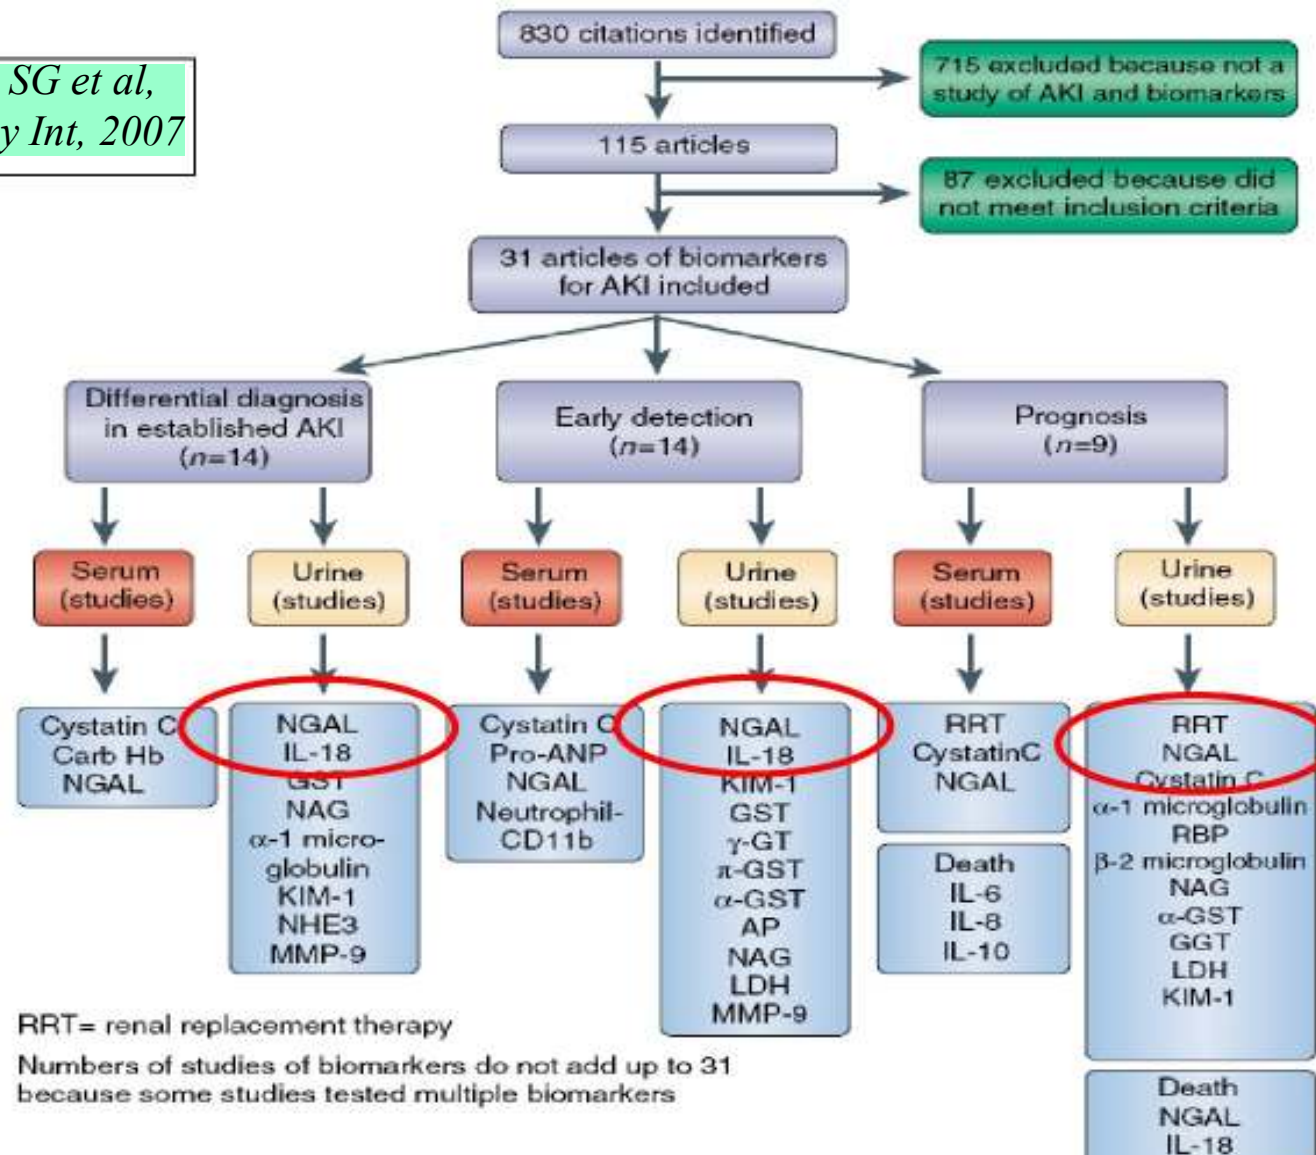 830 citations identified
SG et al,
y Int, 2007
715 excluded because not a
study of AKI and biomarkers
115 articles
87 excluded because did
not meet inclusion criteria
31 articles of biomarkers
for AKI included
Differential diagnosis
in established AKI
(n=14)
Early detection
(n=14)
Prognosis
(n=9)
Serum
(studies)
Urine
(studies)
Serum
(studies)
Urine
(studies)
Serum
(studies)
Urine
(studies)
Cystatin C
Carb Hb
NGAL
NGAL
IL-18
GST
NAG
α-1 micro-
globulin
KIM-1
NHE3
MMP-9
Cystatin C
Pro-ANP
NGAL
Neutrophil-
CD11b
NGAL
IL-18
KIM-1
GST
γ-GT
π-GST
α-GST
AP
NAG
LDH
MMP-9
RRT
CystatinC
NGAL
Death
IL-6
IL-8
IL-10
RRT
NGAL
Cystatin C
α-1 microglobulin
RBP
β-2 microglobulin
NAG
α-GST
GGT
LDH
KIM-1
Death
NGAL
IL-18
RRT= renal replacement therapy
Numbers of studies of biomarkers do not add up to 31
because some studies tested multiple biomarkers